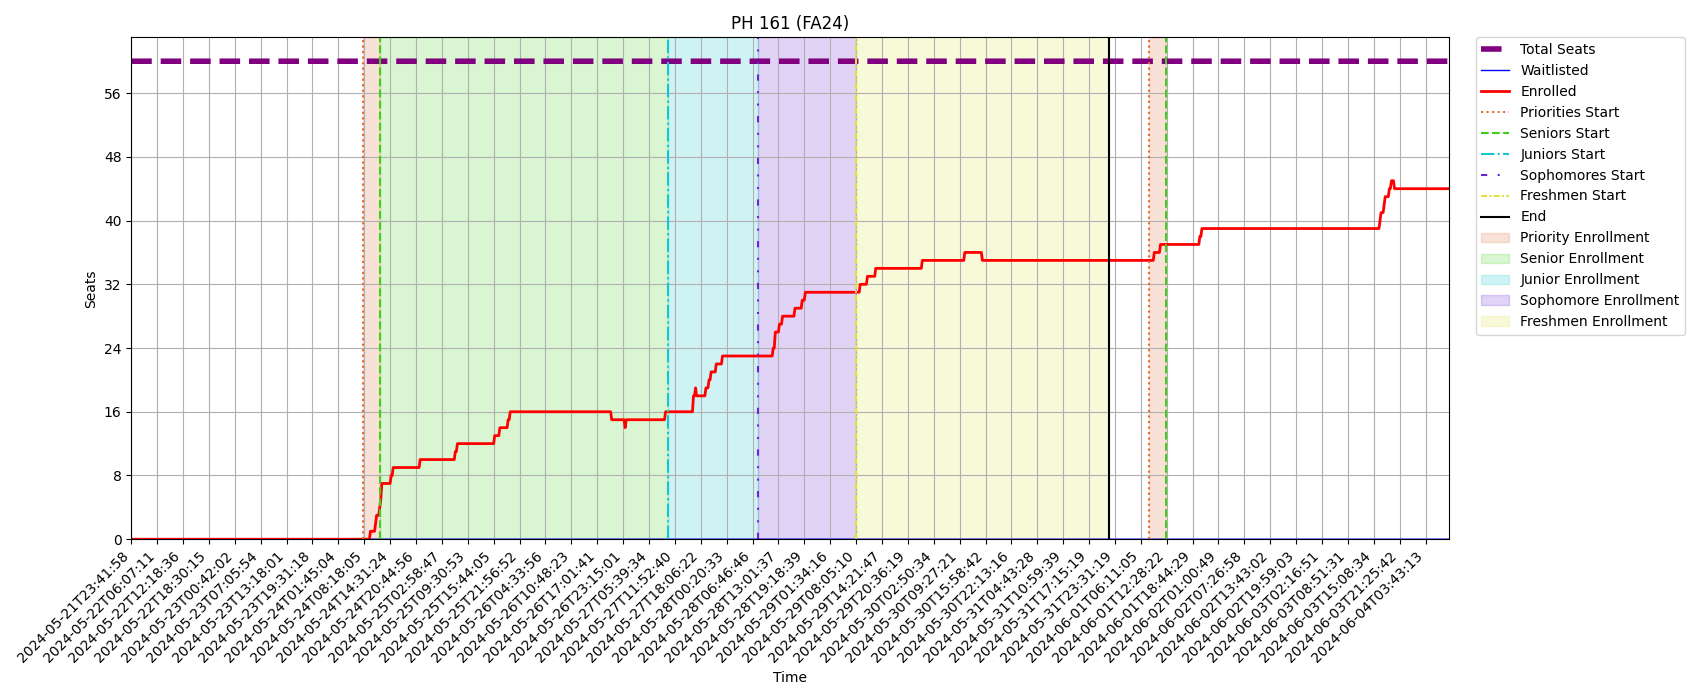 PH 161 (FA24)
Total Seats
Waitlisted
Enrolled
Priorities Start
Seniors Start
Juniors Start
Sophomores Start
Freshmen Start
End
Priority Enrollment
Senior Enrollment
Junior Enrollment
Sophomore Enrollment
Freshmen Enrollment
Seats
56
48
40
32
24
16
8
0
2024-05-21T23:41:58
2024-05-22T06:07:11
2024-05-22T12:18:36
2024-05-22T18:30:15
2024-05-23T00:42:02
2024-05-23T07:05:54
2024-05-23T13:18:01
2024-05-23T19:31:18
2024-05-24T01:45:04
2024-05-24T08:18:05
2024-05-24T14:31:24
2024-05-24T20:44:56
2024-05-25T02:58:47
2024-05-25T09:30:53
2024-05-25T15:44:05
2024-05-25T21:56:52
2024-05-26T04:33:56
2024-05-26T10:48:23
2024-05-26T17:01:41
2024-05-26T23:15:01
2024-05-27T05:39:34
2024-05-27T11:52:40
2024-05-27T18:06:22
2024-05-28T00:20:33
2024-05-28T06:46:46
2024-05-28T13:01:37
2024-05-28T19:18:39
2024-05-29T01:34:16
2024-05-29T08:05:10
2024-05-29T14:21:47
2024-05-29T20:36:19
2024-05-30T02:50:34
2024-05-30T09:27:21
2024-05-30T15:58:42
2024-05-30T22:13:16
2024-05-31T04:43:28
2024-05-31T10:59:39
2024-05-31T17:15:19
2024-05-31T23:31:19
2024-06-01T06:11:05
2024-06-01T12:28:22
2024-06-01T18:44:29
2024-06-02T01:00:49
2024-06-02T07:26:58
2024-06-02T13:43:02
2024-06-02T19:59:03
2024-06-03T02:16:51
2024-06-03T08:51:31
2024-06-03T15:08:34
2024-06-03T21:25:42
2024-06-04T03:43:13
Time